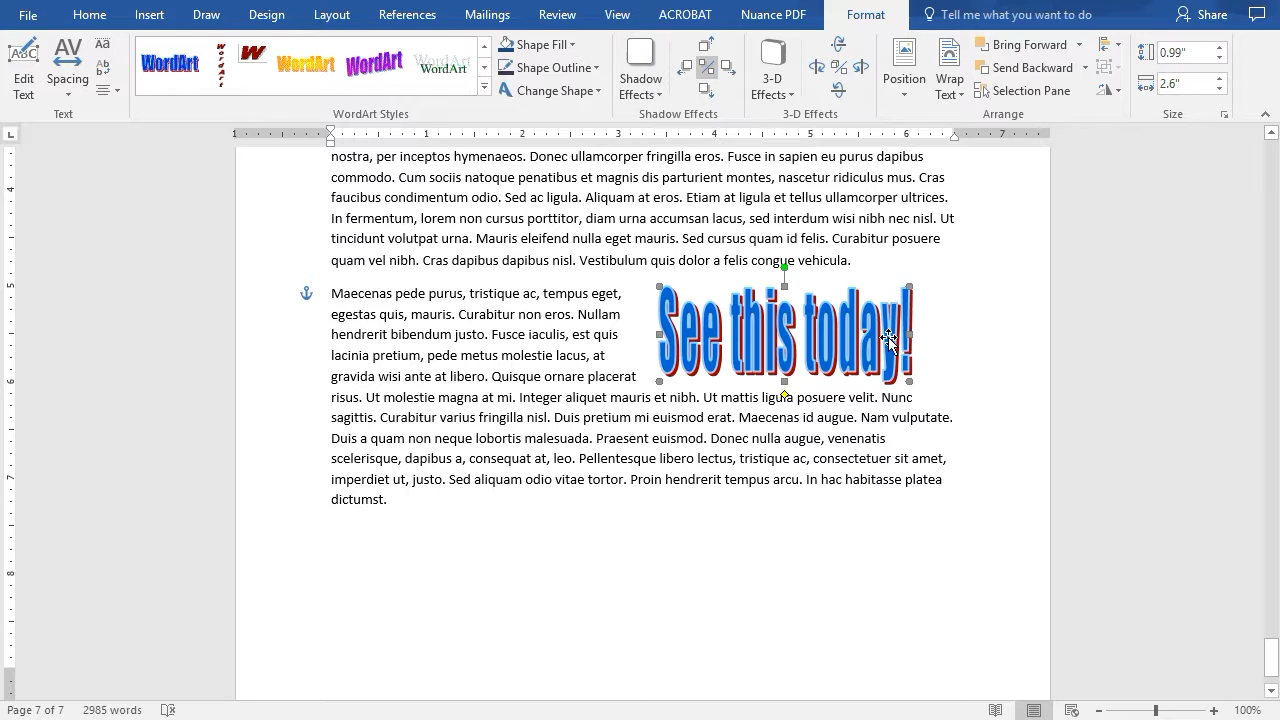 File Home Insert Draw Design Layout References Mailings Review View ACROBAT Nuance PDF Format Tell me what you want to do Share
Edit Text
Spacing
WordArt WordArt W WordArt WordArt WordArt
Shape Fill
Shape Outline
Change Shape
Shadow Effects
3-D Effects
Position
Wrap Text
Bring Forward
Send Backward
Selection Pane
0.99"
2.6"
Text WordArt Styles Shadow Effects 3-D Effects Arrange Size
1 1 2 3 4 5 6 7
nostra, per inceptos hymenaeos. Donec ullamcorper fringilla eros. Fusce in sapien eu purus dapibus
commodo. Cum sociis natoque penatibus et magnis dis parturient montes, nascetur ridiculus mus. Cras
faucibus condimentum odio. Sed ac ligula. Aliquam at eros. Etiam at ligula et tellus ullamcorper ultrices.
In fermentum, lorem non cursus porttitor, diam urna accumsan lacus, sed interdum wisi nibh nec nisl. Ut
tincidunt volutpat urna. Mauris eleifend nulla eget mauris. Sed cursus quam id felis. Curabitur posuere
quam vel nibh. Cras dapibus dapibus nisl. Vestibulum quis dolor a felis congue vehicula.
Maecenas pede purus, tristique ac, tempus eget,
egestas quis, mauris. Curabitur non eros. Nullam
hendrerit bibendum justo. Fusce iaculis, est quis
lacinia pretium, pede metus molestie lacus, at
gravida wisi ante at libero. Quisque ornare placerat
See this today!
risus. Ut molestie magna at mi. Integer aliquet mauris et nibh. Ut mattis ligula posuere velit. Nunc
sagittis. Curabitur varius fringilla nisl. Duis pretium mi euismod erat. Maecenas id augue. Nam vulputate.
Duis a quam non neque lobortis malesuada. Praesent euismod. Donec nulla augue, venenatis
scelerisque, dapibus a, consequat at, leo. Pellentesque libero lectus, tristique ac, consectetuer sit amet,
imperdiet ut, justo. Sed aliquam odio vitae tortor. Proin hendrerit tempus arcu. In hac habitasse platea
dictumst.
4
5
6
7
8
Page 7 of 7 2985 words 100%